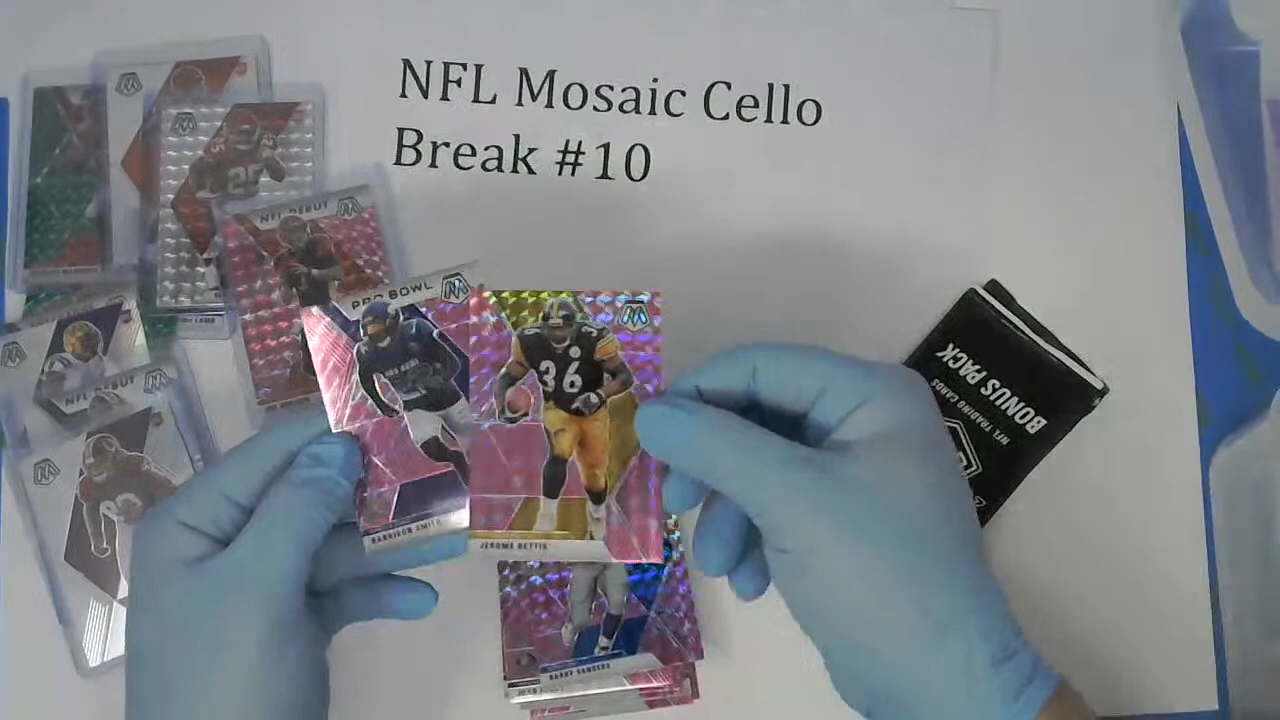 NFL Mosaic Cello
Break #10
NFL DEBUT
25
PRO BOWL
HARRISON SMITH
36
JEROME BETTIS
BARRY SANDERS
NFL DEBUT
BONUS PACK
NFL TRADING CARDS